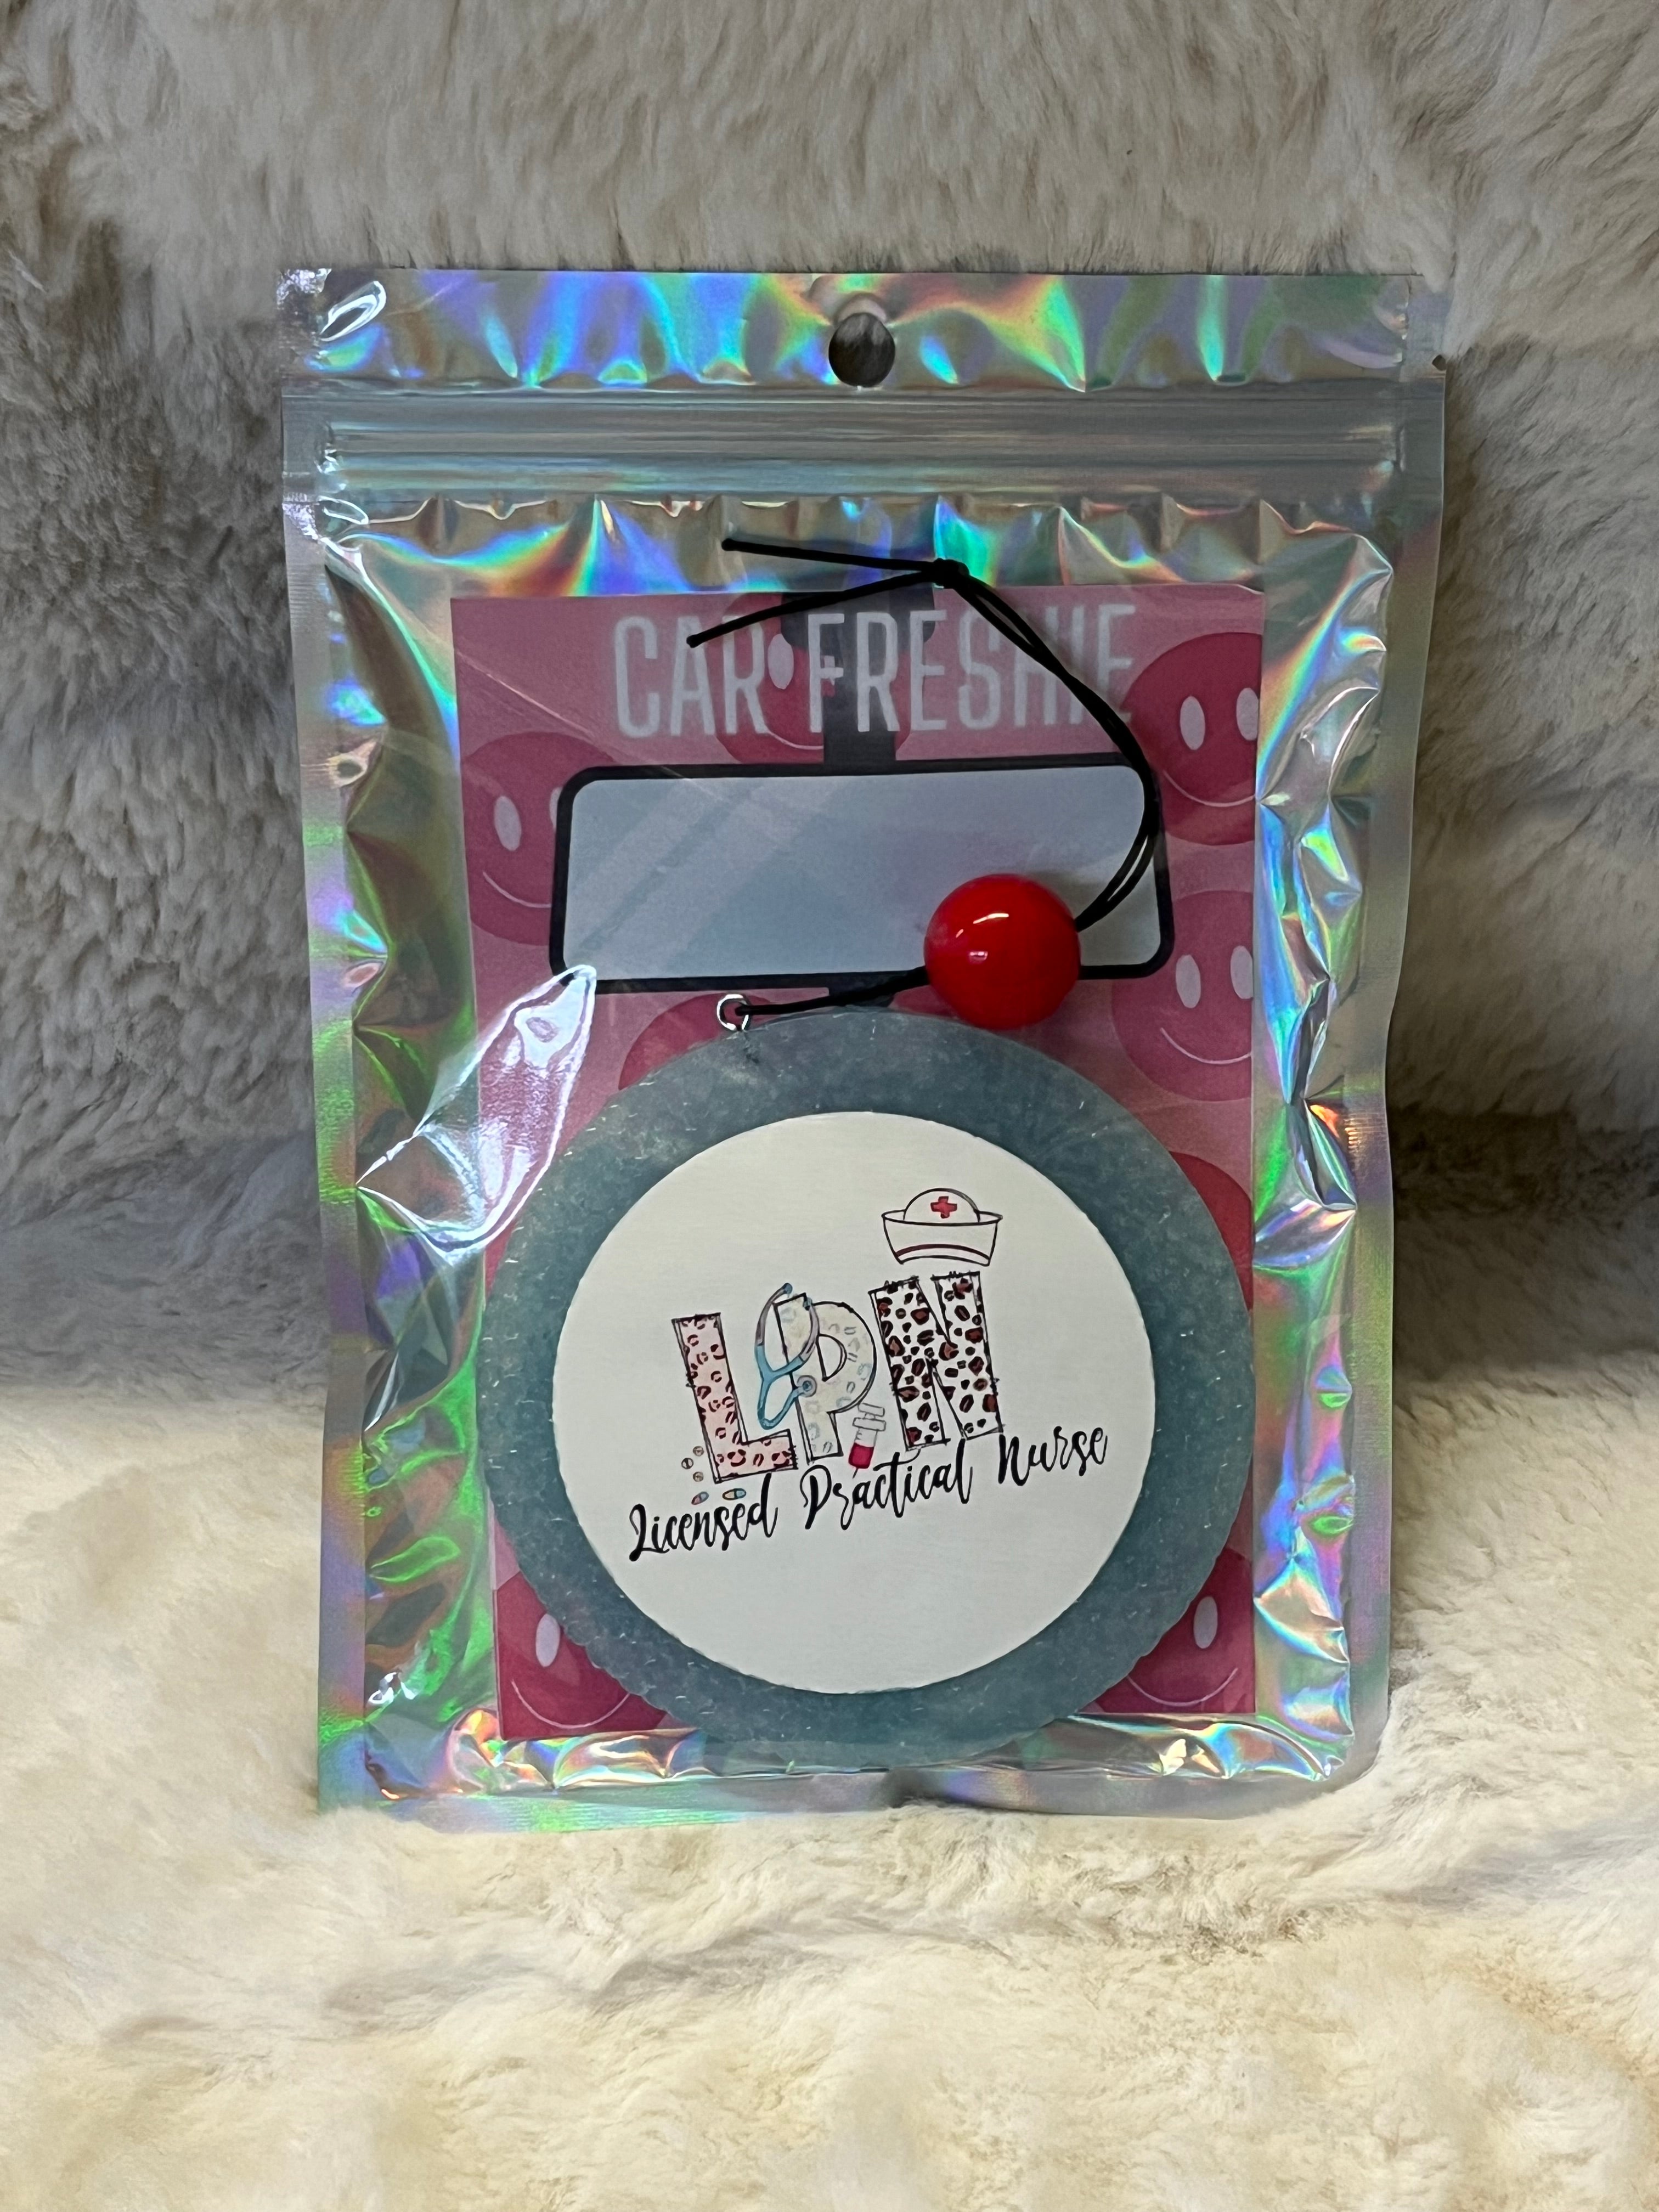 CAR FRESHIE
LPN
Licensed Practical Nurse